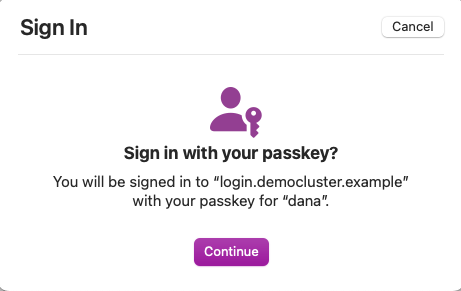 Sign In
Cancel
Sign in with your passkey?
You will be signed in to “login.democluster.example”
with your passkey for “dana”.
Continue